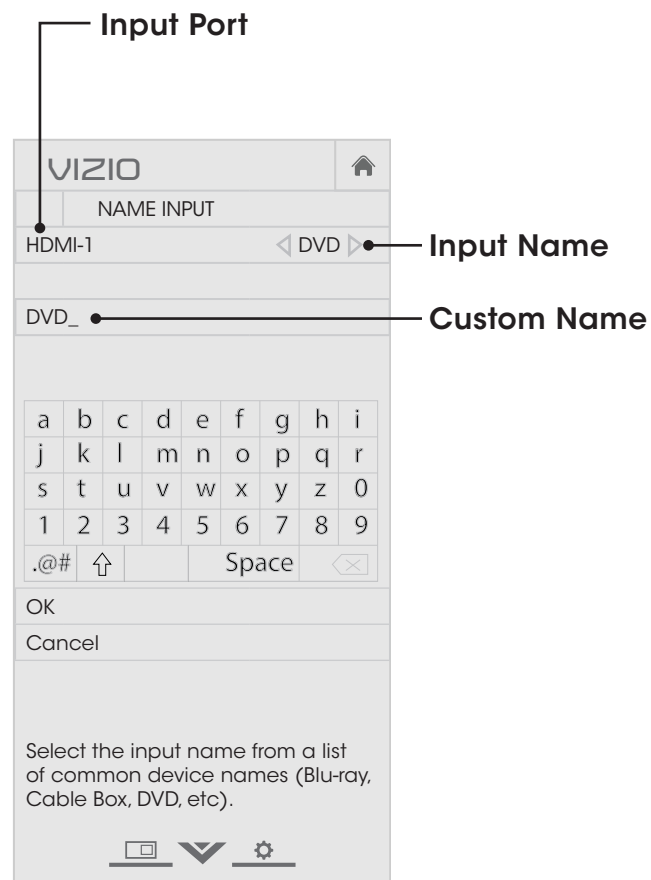 Input Port
VIZIO
NAME INPUT
HDMI-1 DVD
Input Name
DVD_
Custom Name
a b c d e f g h i
j k l m n o p q r
s t u v w x y z 0
1 2 3 4 5 6 7 8 9
.@# Space
OK
Cancel
Select the input name from a list
of common device names (Blu-ray,
Cable Box, DVD, etc).